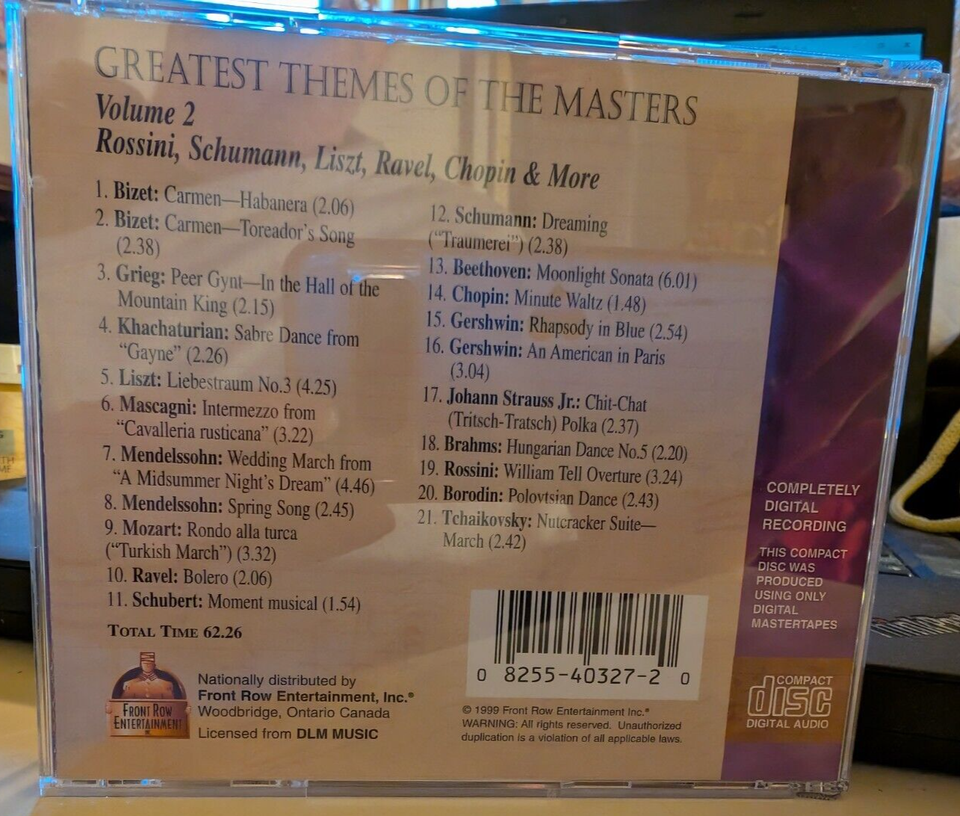 GREATEST THEMES OF THE MASTERS
Volume 2
Rossini, Schumann, Liszt, Ravel, Chopin & More
1. Bizet: Carmen—Habanera (2.06)
2. Bizet: Carmen—Toreador's Song
(2.38)
3. Grieg: Peer Gynt—In the Hall of the
Mountain King (2.15)
4. Khachaturian: Sabre Dance from
“Gayne” (2.26)
5. Liszt: Liebestraum No.3 (4.25)
6. Mascagni: Intermezzo from
“Cavalleria rusticana” (3.22)
7. Mendelssohn: Wedding March from
“A Midsummer Night's Dream” (4.46)
8. Mendelssohn: Spring Song (2.45)
9. Mozart: Rondo alla turca
(“Turkish March”) (3.32)
10. Ravel: Bolero (2.06)
11. Schubert: Moment musical (1.54)
TOTAL TIME 62.26
12. Schumann: Dreaming
(“Traumerei”) (2.38)
13. Beethoven: Moonlight Sonata (6.01)
14. Chopin: Minute Waltz (1.48)
15. Gershwin: Rhapsody in Blue (2.54)
16. Gershwin: An American in Paris
(3.04)
17. Johann Strauss Jr.: Chit-Chat
(Tritsch-Tratsch) Polka (2.37)
18. Brahms: Hungarian Dance No.5 (2.20)
19. Rossini: William Tell Overture (3.24)
20. Borodin: Polovtsian Dance (2.43)
21. Tchaikovsky: Nutcracker Suite—
March (2.42)
FRONT ROW
ENTERTAINMENT
INC.
Nationally distributed by
Front Row Entertainment, Inc.®
Woodbridge, Ontario Canada
Licensed from DLM MUSIC
0 8255-40327-2 0
© 1999 Front Row Entertainment Inc.®
WARNING: All rights reserved. Unauthorized
duplication is a violation of all applicable laws.
COMPLETELY
DIGITAL
RECORDING
THIS COMPACT
DISC WAS
PRODUCED
USING ONLY
DIGITAL
MASTERTAPES
COMPACT
disc
DIGITAL AUDIO